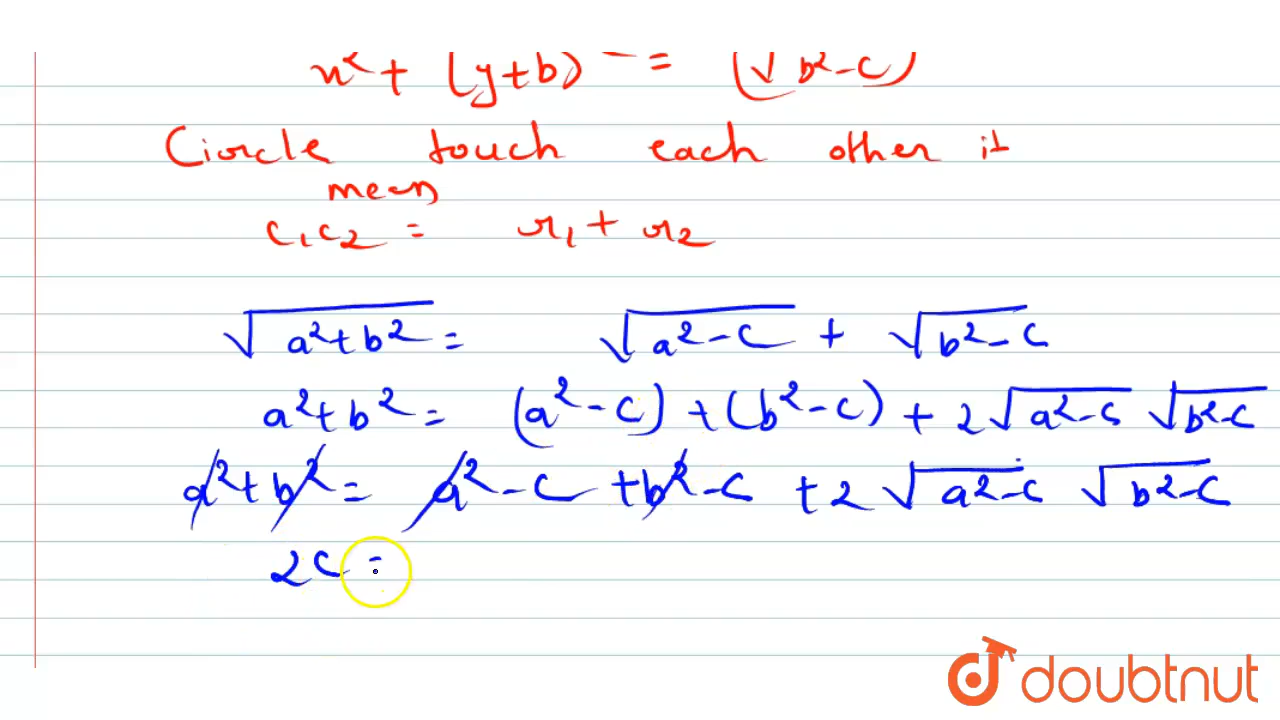 x² + (y+b)² = (√b²-c)
Circle touch each other it
mean
c₁c₂ = r₁ + r₂
√a²+b² = √a²-c + √b²-c
a²+b² = (a²-c) + (b²-c) + 2√a²-c √b²-c
a²+b² = a²-c +b²-c +2√a²-c √b²-c
2c =
doubtnut